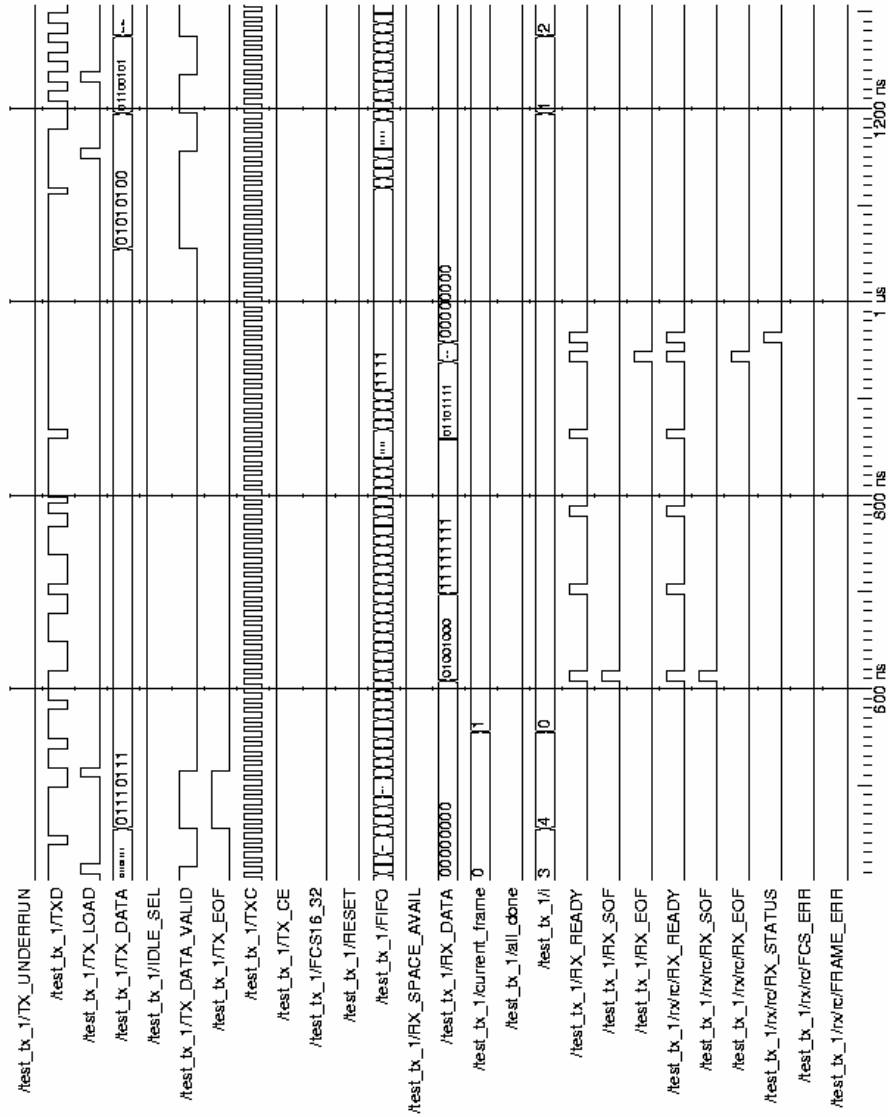 /test_tx_1/TX_UNDERRUN
/test_tx_1/TXD
/test_tx_1/TX_LOAD
/test_tx_1/TX_DATA 01110111 01010100 01100101 --
/test_tx_1/IDLE_SEL
/test_tx_1/TX_DATA_VALID
/test_tx_1/TX_EOF
/test_tx_1/TXC
/test_tx_1/TX_CE
/test_tx_1/FCS16_32
/test_tx_1/RESET
/test_tx_1/FIFO 1111
/test_tx_1/RX_SPACE_AVAIL
/test_tx_1/RX_DATA 00000000 01001000 11111111 01101111 -- 00000000
/test_tx_1/current_frame 0 1
/test_tx_1/all_done
/test_tx_1/i 3 4 0 1 2
/test_tx_1/RX_READY
/test_tx_1/RX_SOF
/test_tx_1/RX_EOF
/test_tx_1/rx/rc/RX_READY
/test_tx_1/rx/rc/RX_SOF
/test_tx_1/rx/rc/RX_EOF
/test_tx_1/rx/rc/RX_STATUS
/test_tx_1/rx/rc/FCS_ERR
/test_tx_1/rx/rc/FRAME_ERR
600 ns 800 ns 1 us 1200 ns